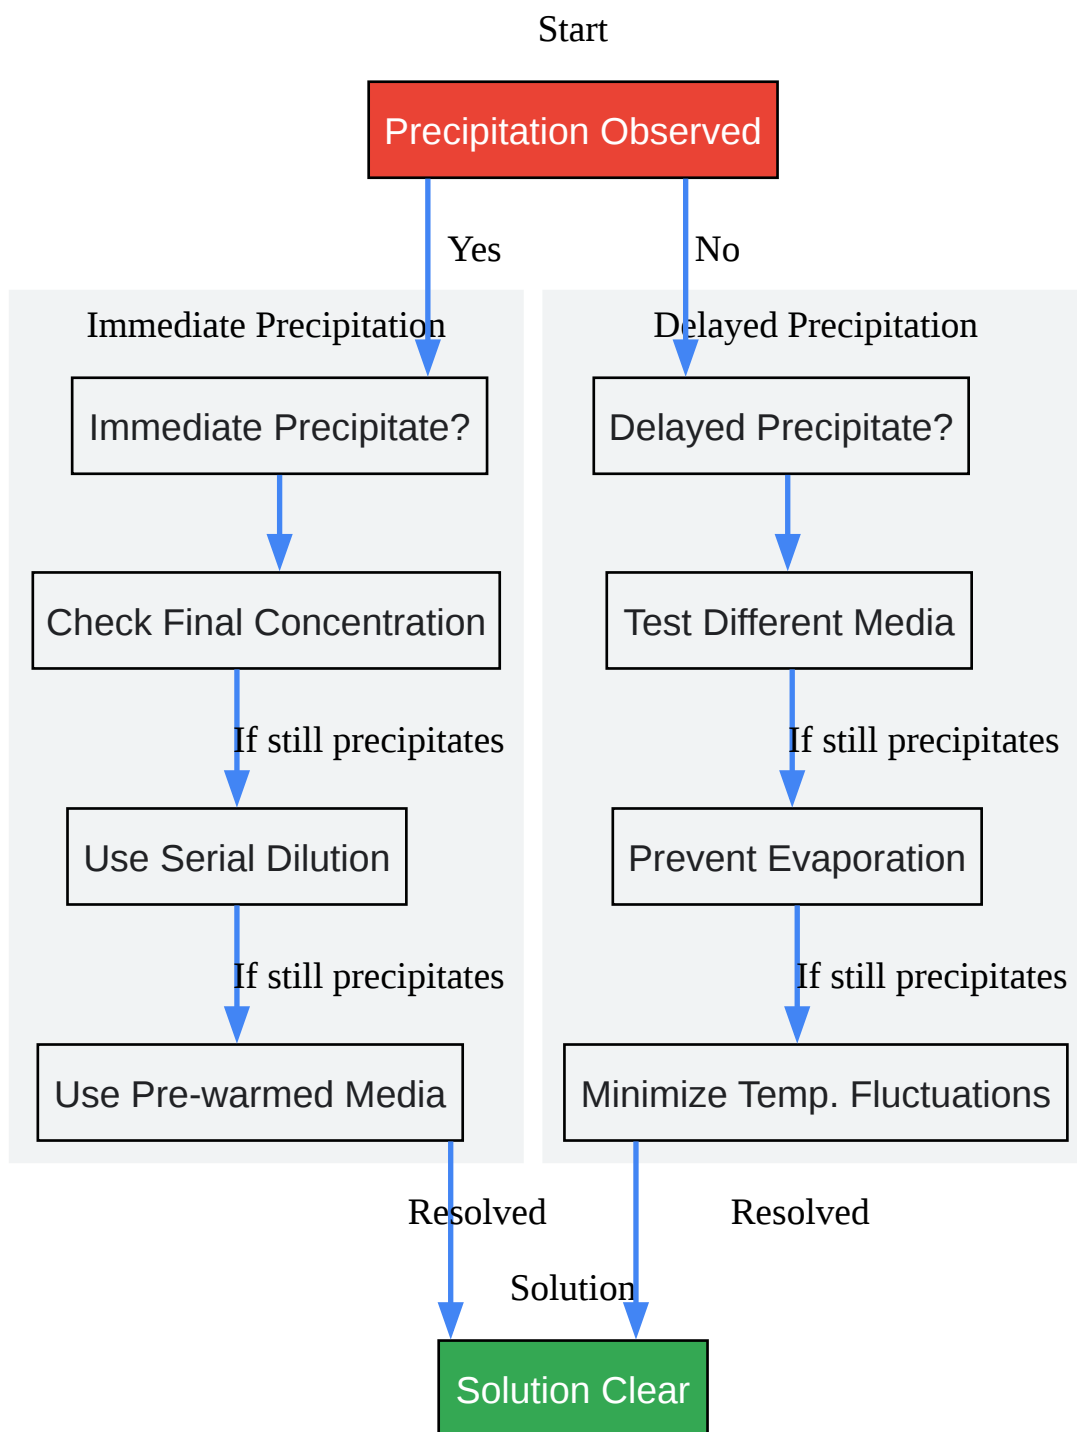 Start
Precipitation Observed
Yes
No
Immediate Precipitation
Delayed Precipitation
Immediate Precipitate?
Delayed Precipitate?
Check Final Concentration
Test Different Media
If still precipitates
If still precipitates
Use Serial Dilution
Prevent Evaporation
If still precipitates
If still precipitates
Use Pre-warmed Media
Minimize Temp. Fluctuations
Resolved
Resolved
Solution
Solution Clear